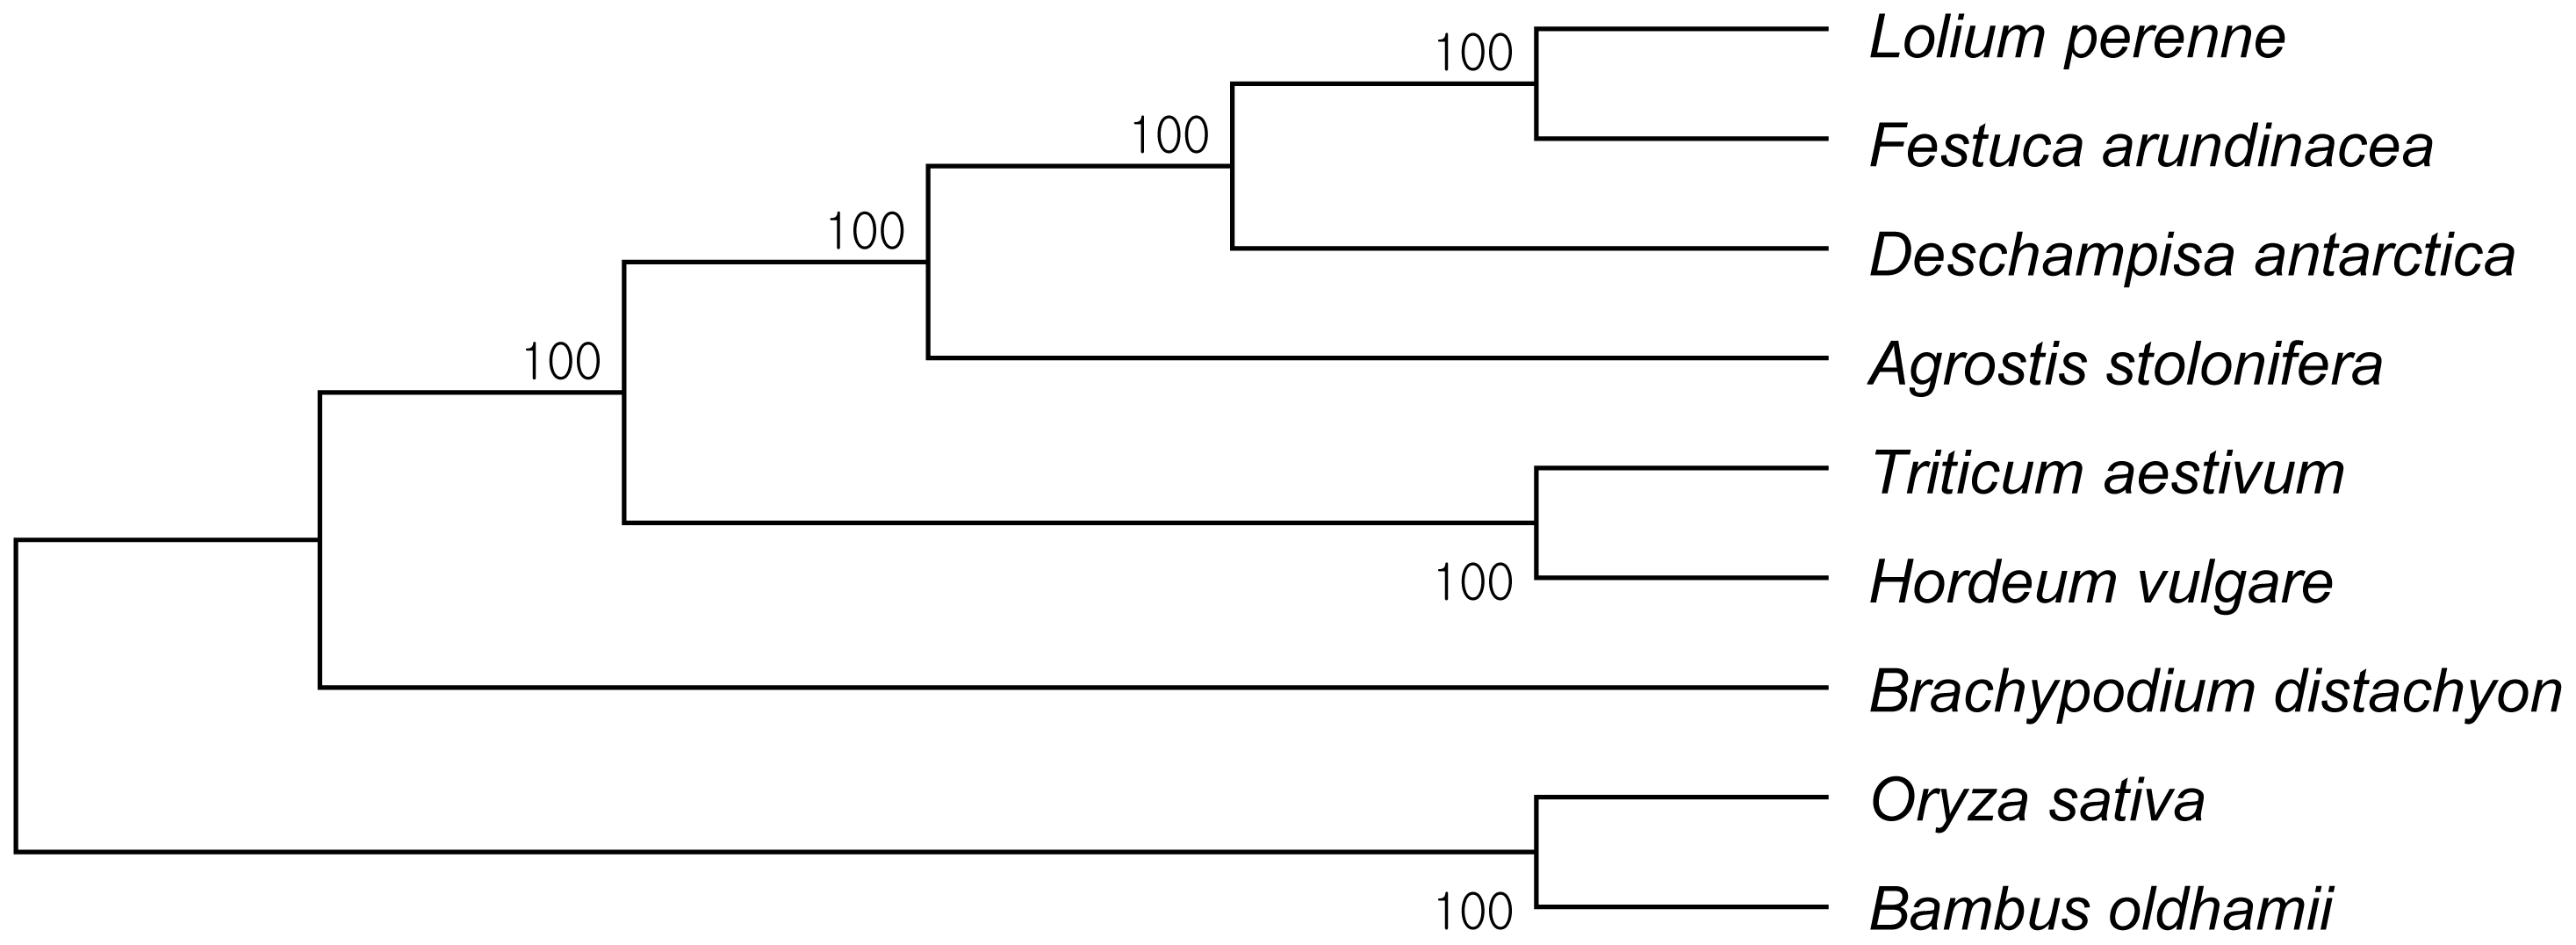 Lolium perenne
100
Festuca arundinacea
100
Deschampisa antarctica
100
Agrostis stolonifera
100
Triticum aestivum
Hordeum vulgare
100
Brachypodium distachyon
Oryza sativa
Bambus oldhamii
100